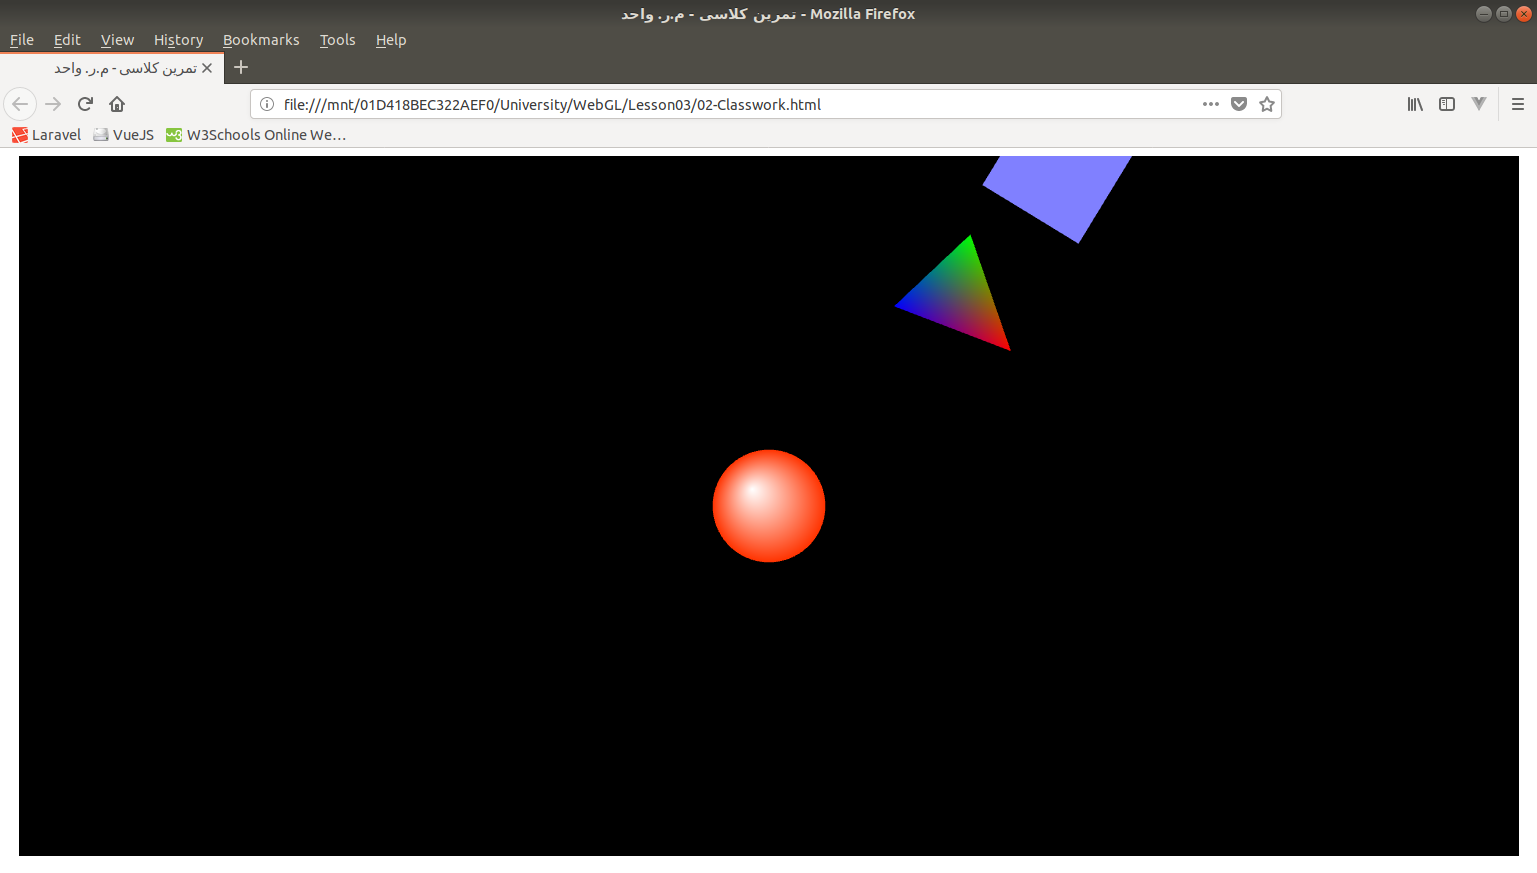 تمرین کلاسی - م.ر. واحد - Mozilla Firefox
File Edit View History Bookmarks Tools Help
تمرین کلاسی - م.ر. واحد
file:///mnt/01D418BEC322AEF0/University/WebGL/Lesson03/02-Classwork.html
Laravel VueJS W3Schools Online We…